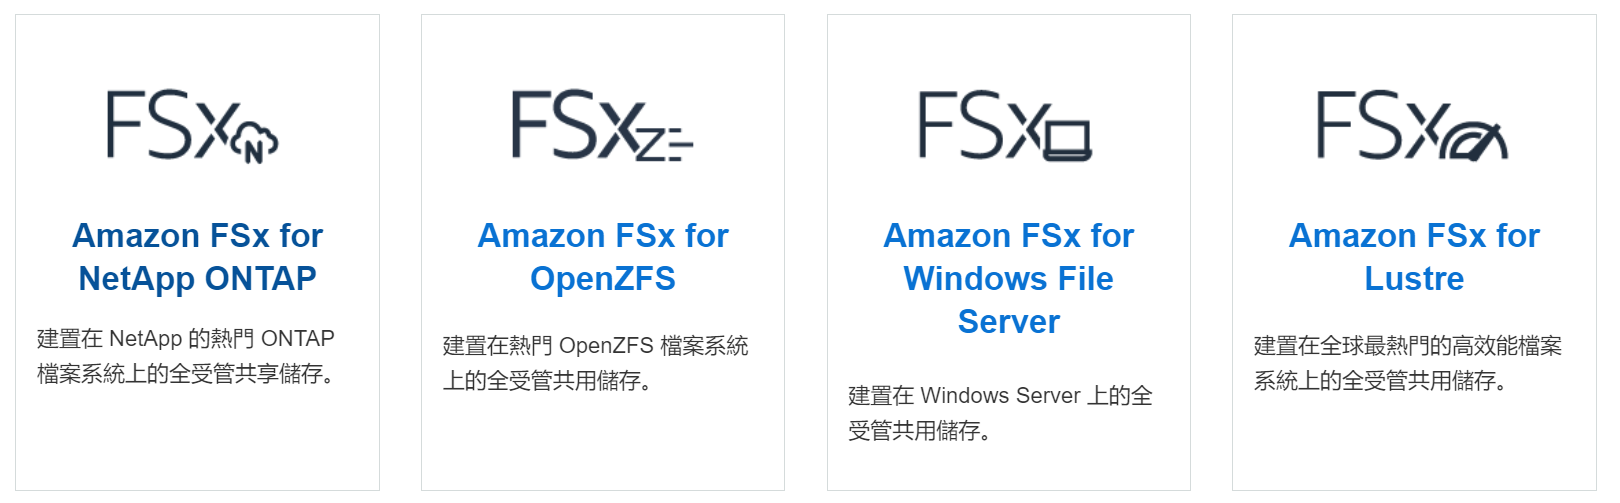 FSx N
Amazon FSx for
NetApp ONTAP
建置在 NetApp 的熱門 ONTAP
檔案系統上的全受管共享儲存。
FSx Z
Amazon FSx for
OpenZFS
建置在熱門 OpenZFS 檔案系統
上的全受管共用儲存。
FSx
Amazon FSx for
Windows File
Server
建置在 Windows Server 上的全
受管共用儲存。
FSx
Amazon FSx for
Lustre
建置在全球最熱門的高效能檔案
系統上的全受管共用儲存。